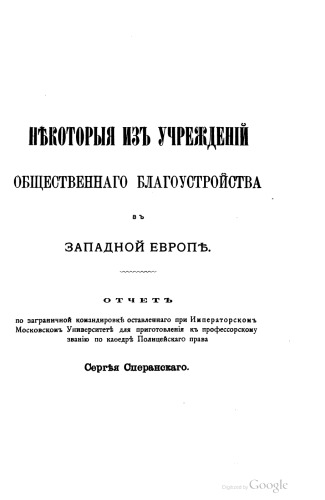 НѢКОТОРЫЯ ИЗЪ УЧРЕЖДЕНІЙ
ОБЩЕСТВЕННАГО БЛАГОУСТРОЙСТВА
ВЪ
ЗАПАДНОЙ ЕВРОПѢ.
ОТЧЕТЪ
по заграничной командировкѣ оставленнаго при Императорскомъ
Московскомъ Университетѣ для приготовленія къ профессорскому
званію по каѳедрѣ Полицейскаго права
Сергѣя Сперанскаго.
Digitized by Google